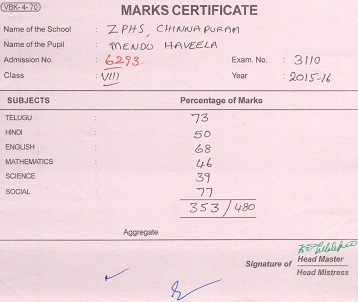 VBK-4-70
MARKS CERTIFICATE
Name of the School : ZPHS, CHINNAPURAM
Name of the Pupil : MENDO HAVEELA
Admission No. : 6293. Exam. No. : 3110
Class : VIII Year : 2015-16
SUBJECTS Percentage of Marks
TELUGU : 73
HINDI : 50
ENGLISH : 68
MATHEMATICS : 46
SCIENCE : 39
SOCIAL : 77
353/480
Aggregate
Signature of Head Master
Head Mistress